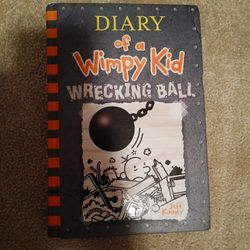 DIARY
of a
Wimpy Kid
WRECKING BALL
Jeff Kinney